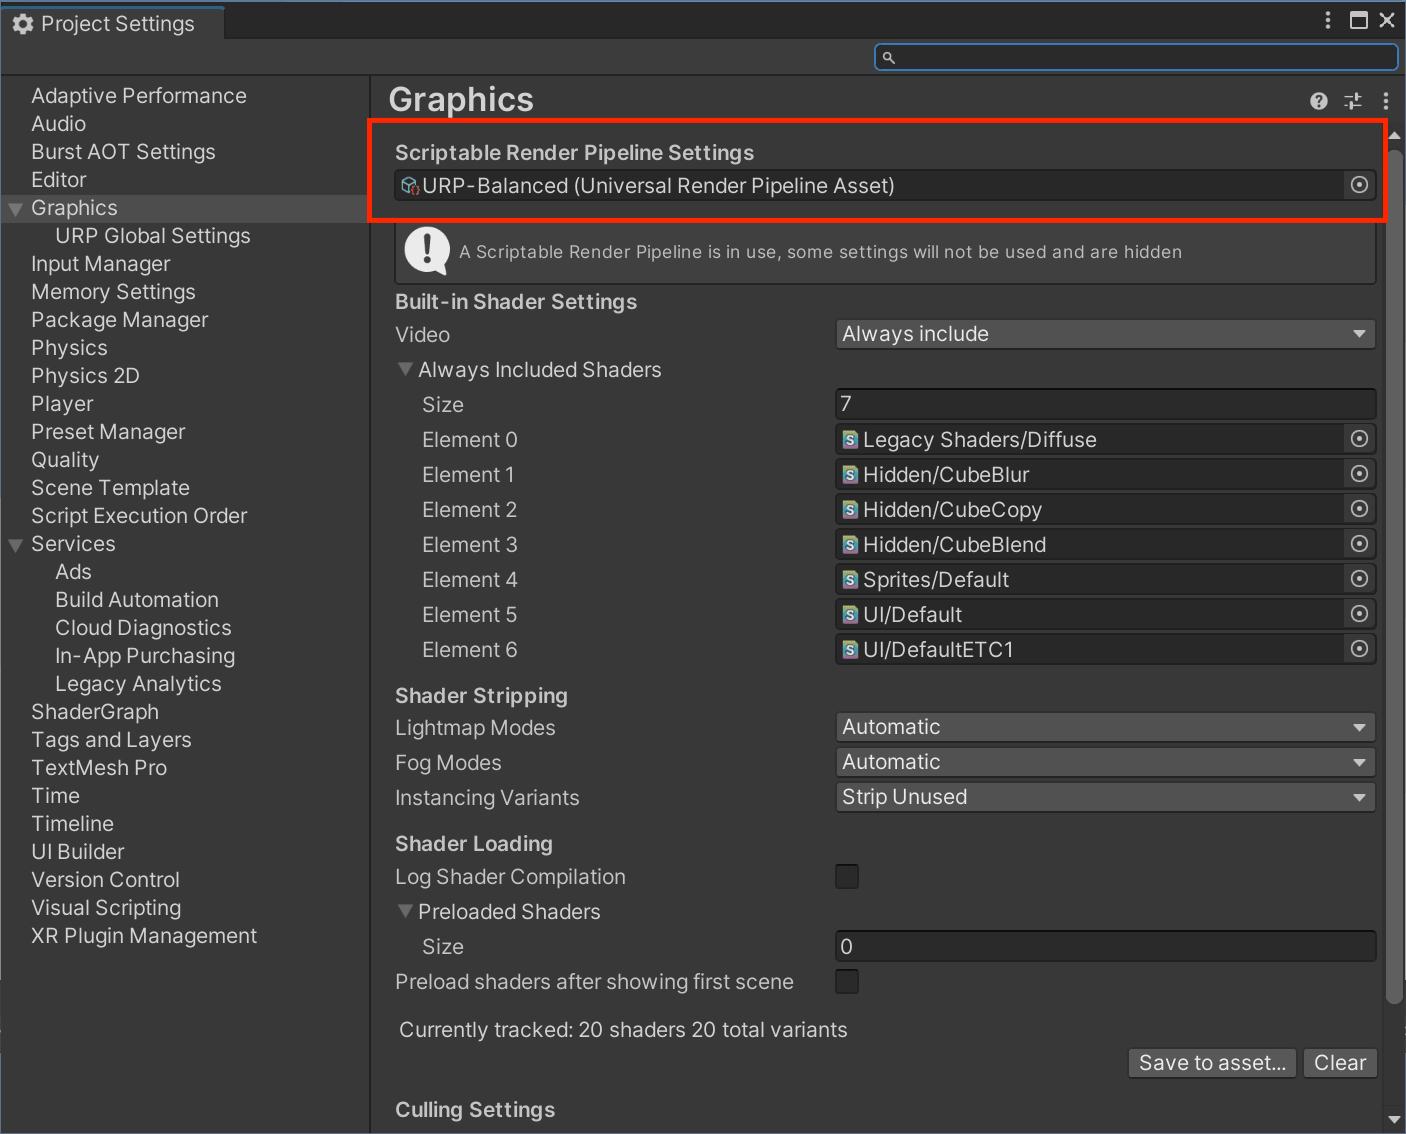 Project Settings
Adaptive Performance
Audio
Burst AOT Settings
Editor
Graphics
URP Global Settings
Input Manager
Memory Settings
Package Manager
Physics
Physics 2D
Player
Preset Manager
Quality
Scene Template
Script Execution Order
Services
Ads
Build Automation
Cloud Diagnostics
In-App Purchasing
Legacy Analytics
ShaderGraph
Tags and Layers
TextMesh Pro
Time
Timeline
UI Builder
Version Control
Visual Scripting
XR Plugin Management
Graphics
Scriptable Render Pipeline Settings
URP-Balanced (Universal Render Pipeline Asset)
A Scriptable Render Pipeline is in use, some settings will not be used and are hidden
Built-in Shader Settings
Video Always include
Always Included Shaders
Size 7
Element 0 Legacy Shaders/Diffuse
Element 1 Hidden/CubeBlur
Element 2 Hidden/CubeCopy
Element 3 Hidden/CubeBlend
Element 4 Sprites/Default
Element 5 UI/Default
Element 6 UI/DefaultETC1
Shader Stripping
Lightmap Modes Automatic
Fog Modes Automatic
Instancing Variants Strip Unused
Shader Loading
Log Shader Compilation
Preloaded Shaders
Size 0
Preload shaders after showing first scene
Currently tracked: 20 shaders 20 total variants
Save to asset... Clear
Culling Settings